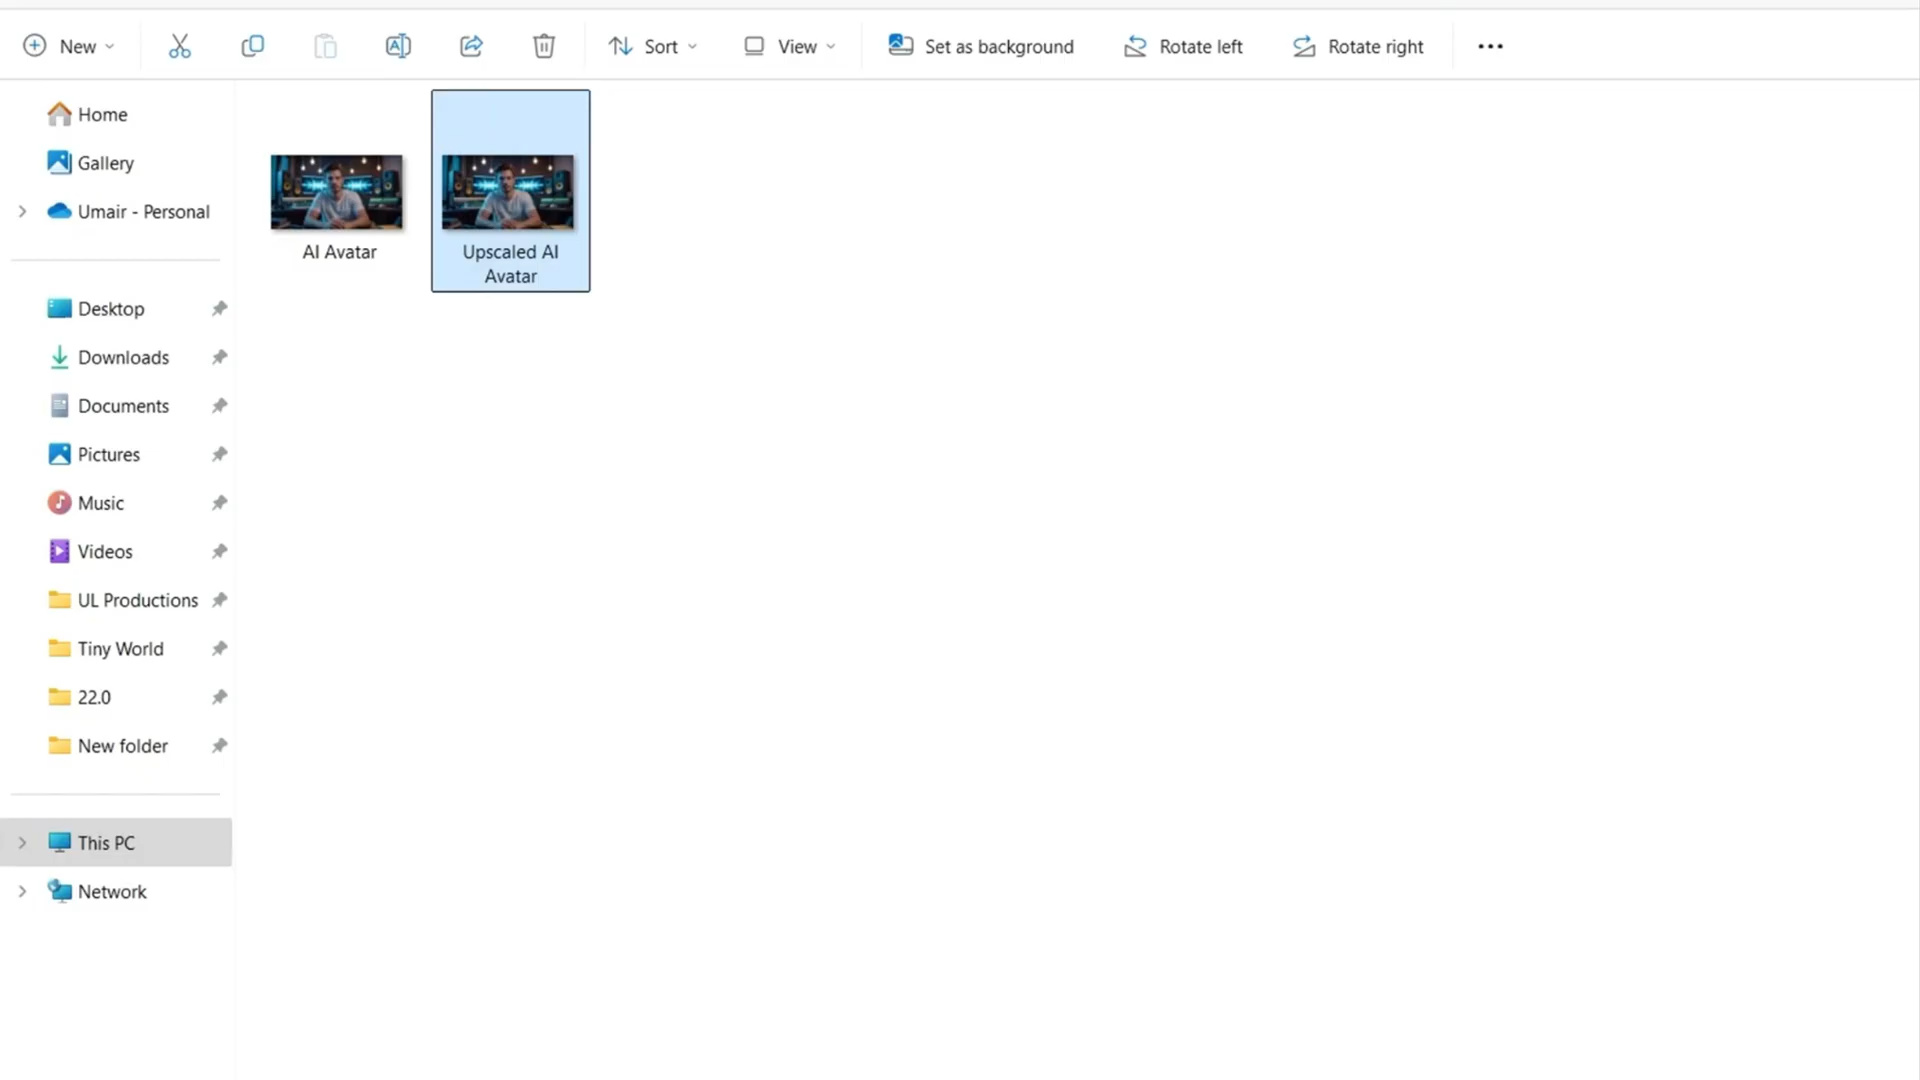 New
Sort
View
Set as background
Rotate left
Rotate right
Home
Gallery
Umair - Personal
Desktop
Downloads
Documents
Pictures
Music
Videos
UL Productions
Tiny World
22.0
New folder
This PC
Network
AI Avatar
Upscaled AI
Avatar